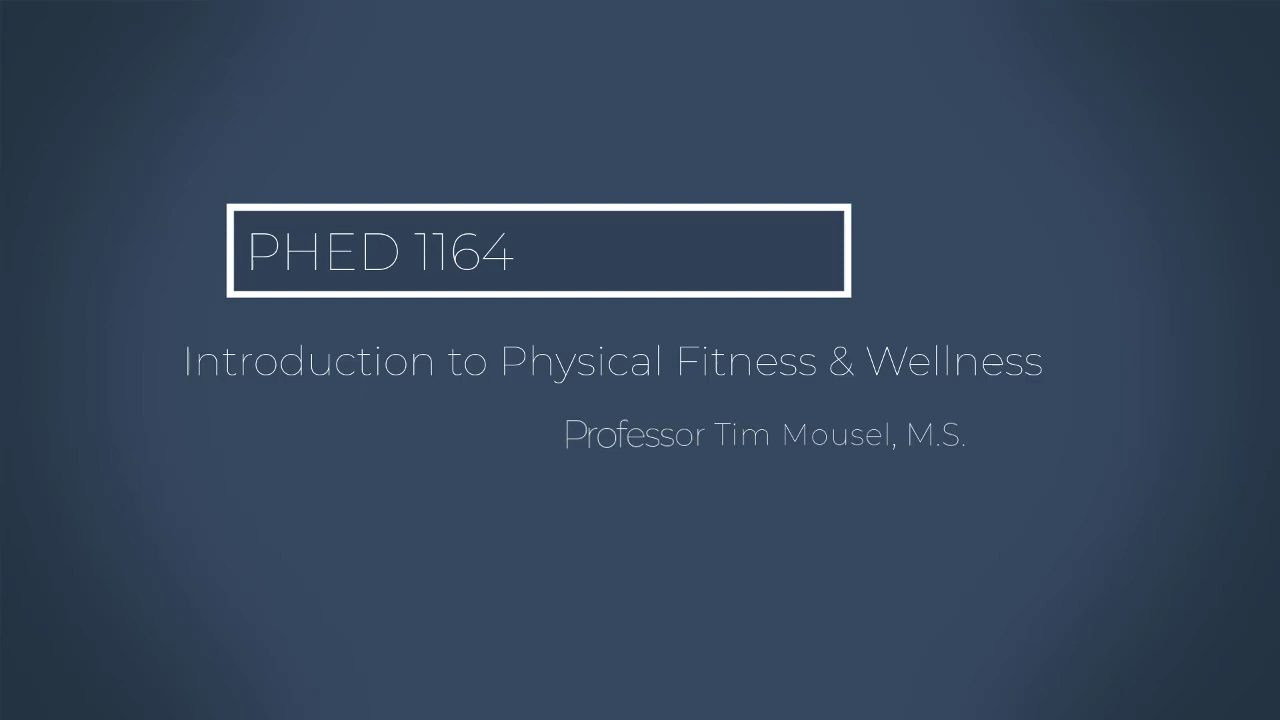 PHED 1164
Introduction to Physical Fitness & Wellness
Professor Tim Mousel, M.S.